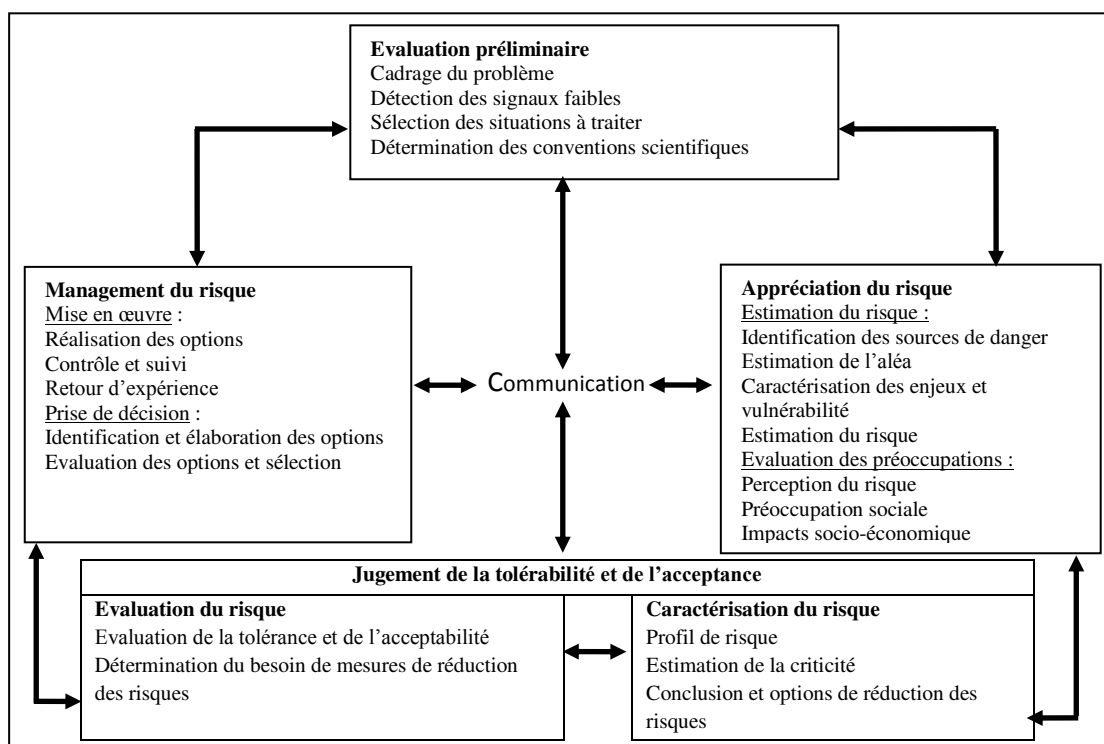 Evaluation préliminaire
Cadrage du problème
Détection des signaux faibles
Sélection des situations à traiter
Détermination des conventions scientifiques
Management du risque
Mise en œuvre :
Réalisation des options
Contrôle et suivi
Retour d’expérience
Prise de décision :
Identification et élaboration des options
Evaluation des options et sélection
Communication
Appréciation du risque
Estimation du risque :
Identification des sources de danger
Estimation de l’aléa
Caractérisation des enjeux et
vulnérabilité
Estimation du risque
Evaluation des préoccupations :
Perception du risque
Préoccupation sociale
Impacts socio-économique
Jugement de la tolérabilité et de l’acceptance
Evaluation du risque
Evaluation de la tolérance et de l’acceptabilité
Détermination du besoin de mesures de réduction
des risques
Caractérisation du risque
Profil de risque
Estimation de la criticité
Conclusion et options de réduction des
risques